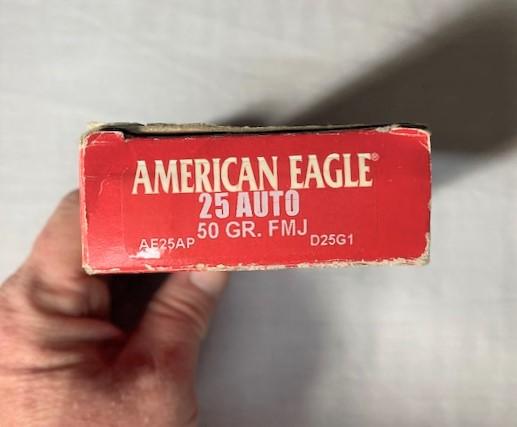 AMERICAN EAGLE®
25 AUTO
50 GR. FMJ
AE25AP D25G1